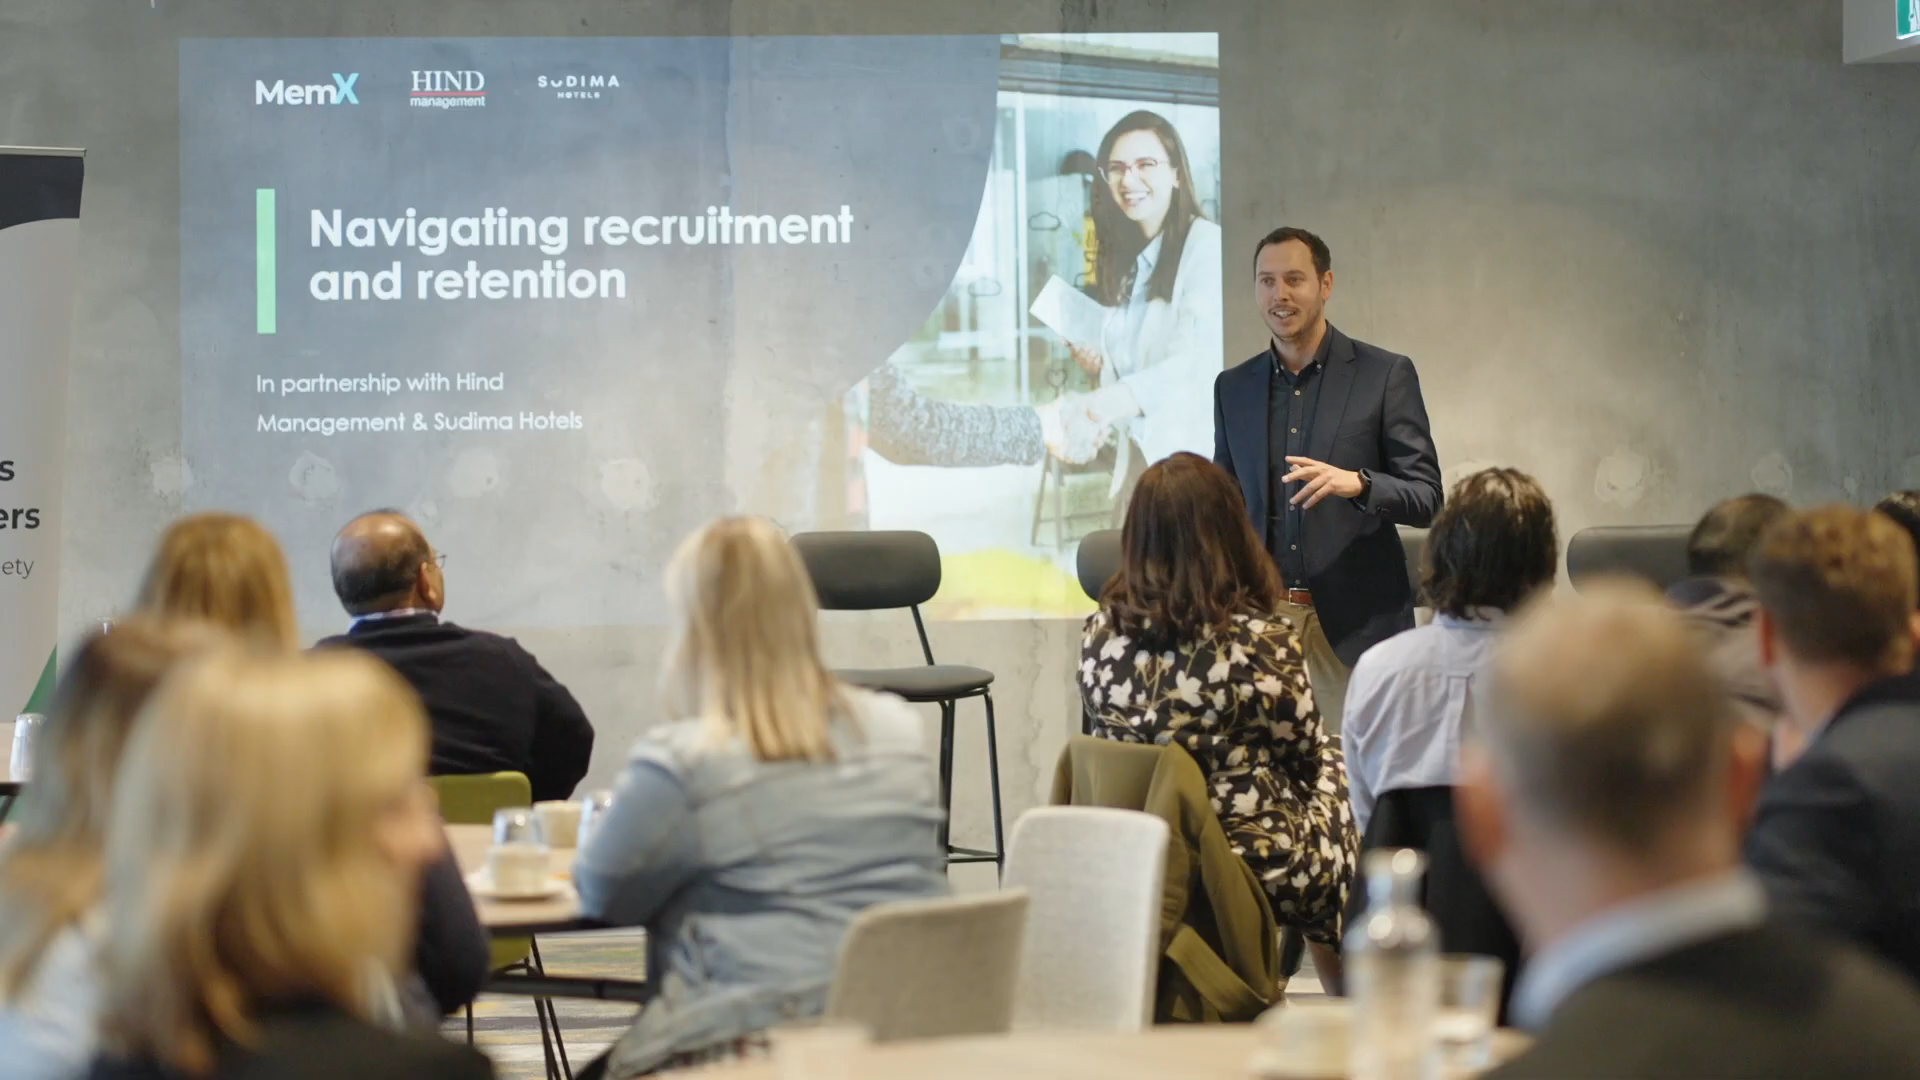 MemX
HIND
management
SUDIMA
HOTELS
Navigating recruitment
and retention
In partnership with Hind
Management & Sudima Hotels
s
ers
ety